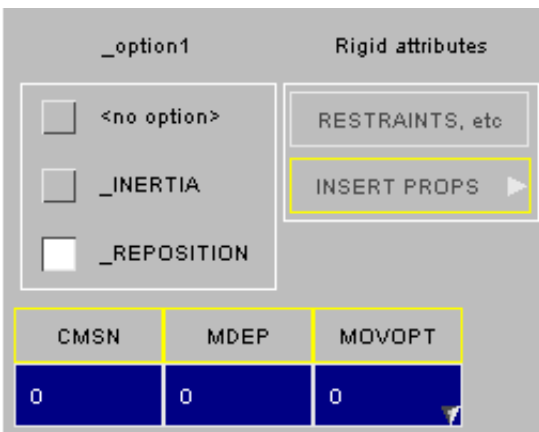 _option1
Rigid attributes
<no option>
RESTRAINTS, etc
_INERTIA
INSERT PROPS
_REPOSITION
CMSN MDEP MOVOPT
0 0 0